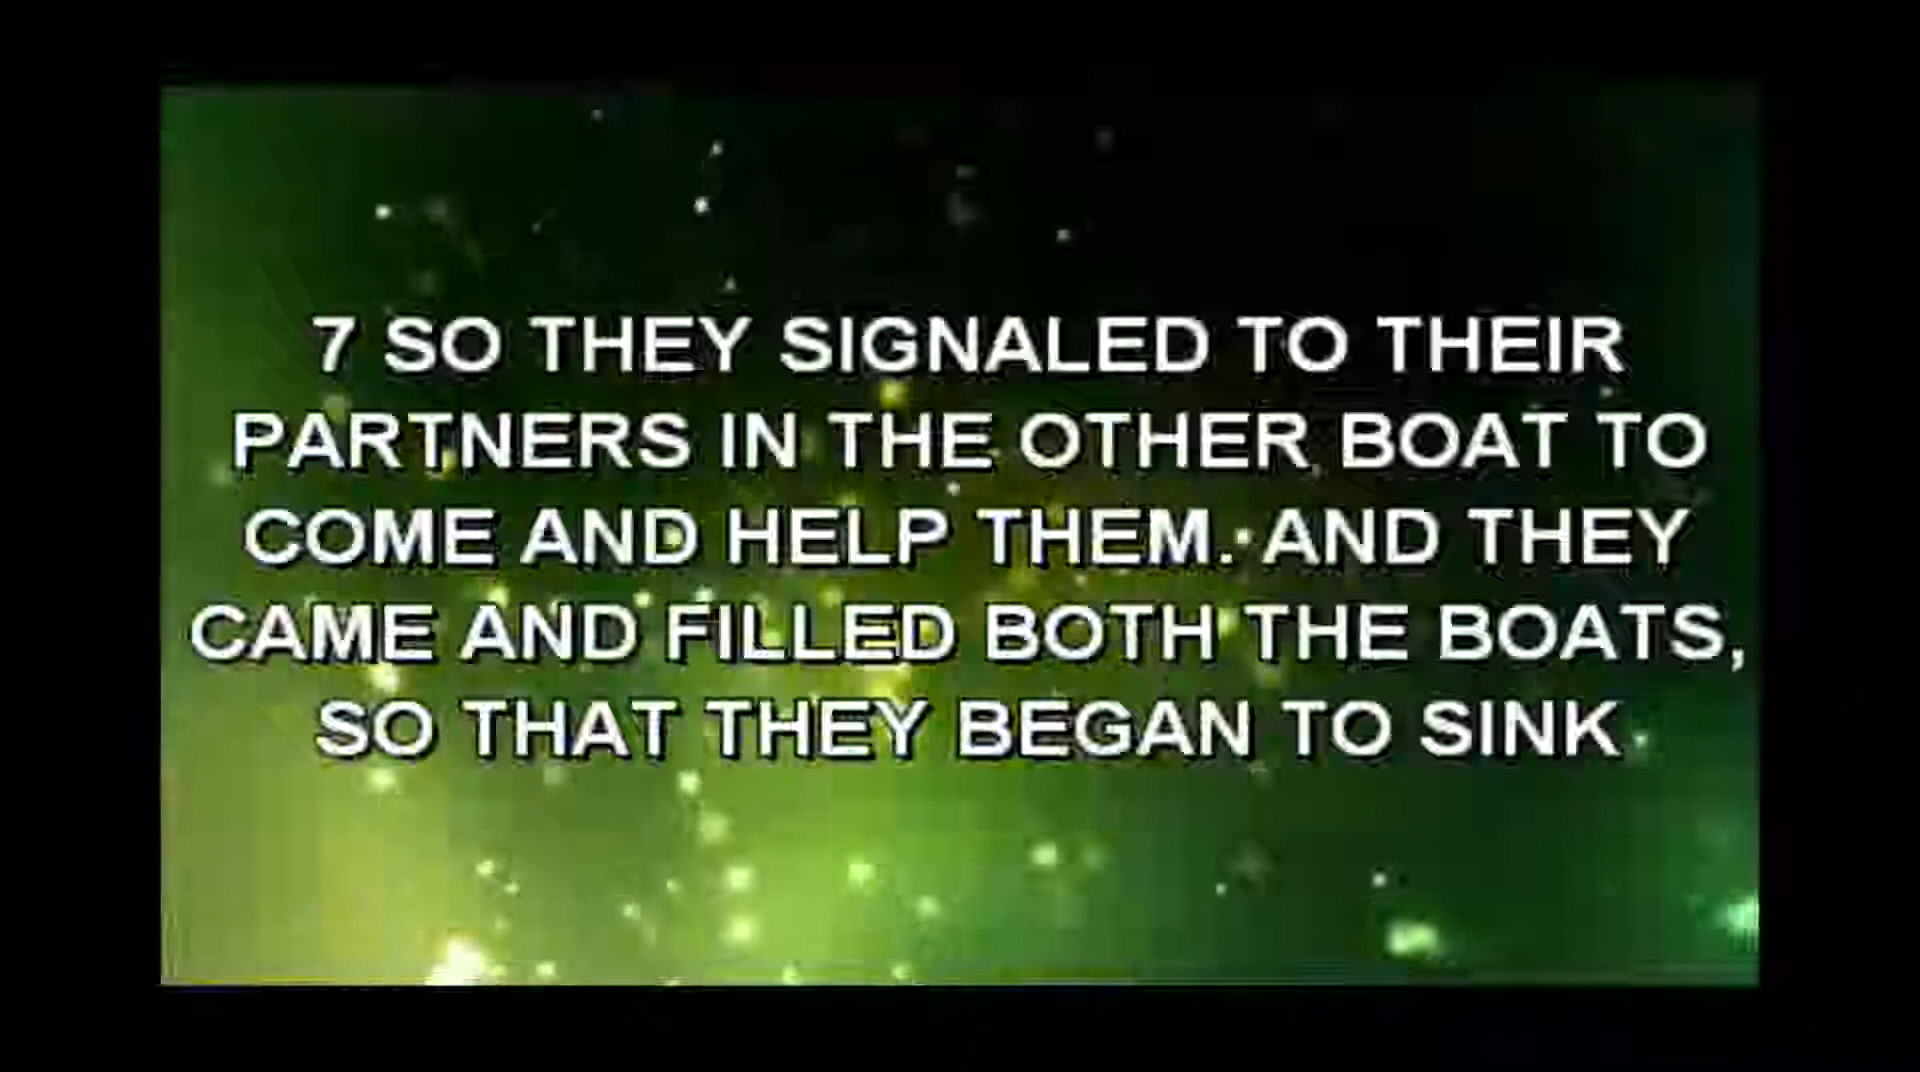 7 SO THEY SIGNALED TO THEIR
PARTNERS IN THE OTHER BOAT TO
COME AND HELP THEM. AND THEY
CAME AND FILLED BOTH THE BOATS,
SO THAT THEY BEGAN TO SINK